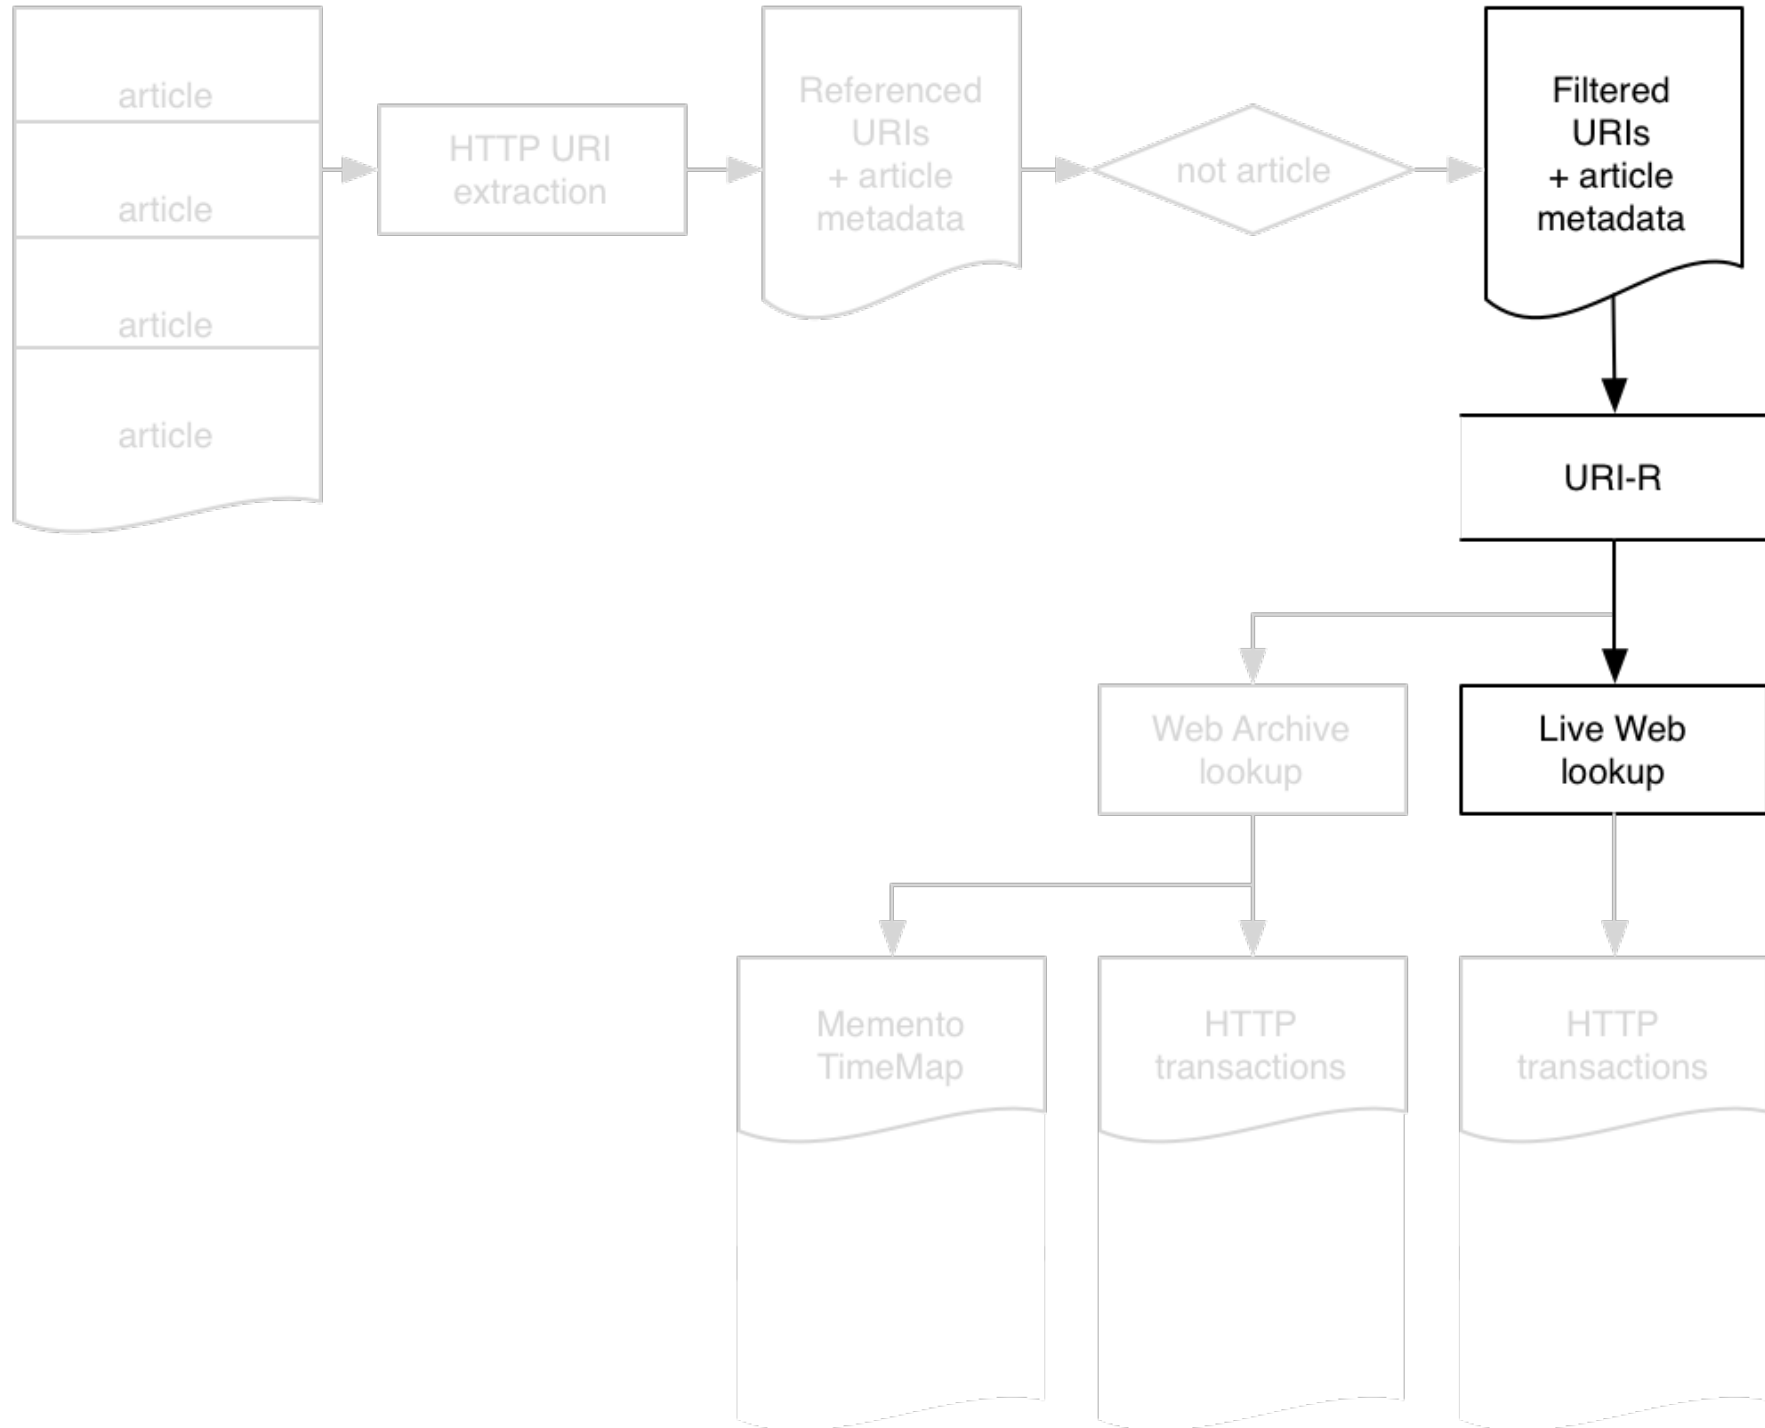 article
article
article
article
HTTP URI
extraction
Referenced
URIs
+ article
metadata
not article
Filtered
URIs
+ article
metadata
URI-R
Web Archive
lookup
Live Web
lookup
Memento
TimeMap
HTTP
transactions
HTTP
transactions